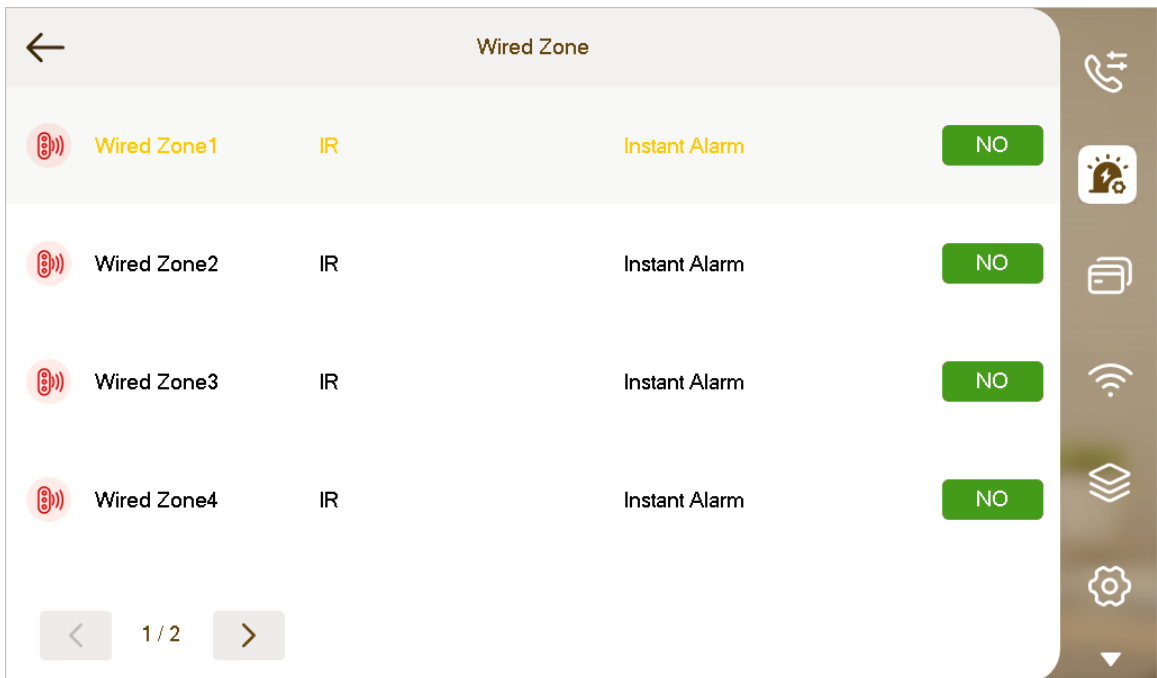 Wired Zone
Wired Zone1 IR Instant Alarm NO
Wired Zone2 IR Instant Alarm NO
Wired Zone3 IR Instant Alarm NO
Wired Zone4 IR Instant Alarm NO
1 / 2